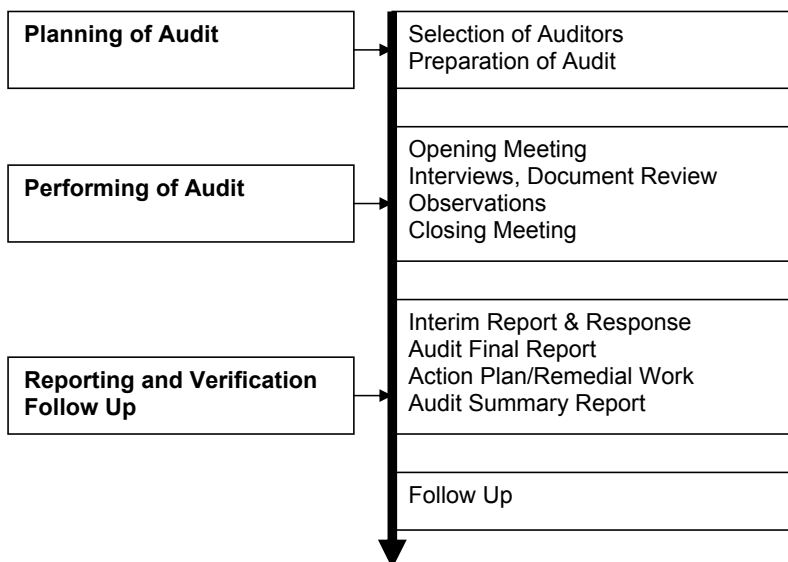 Planning of Audit
Selection of Auditors
Preparation of Audit
Performing of Audit
Opening Meeting
Interviews, Document Review
Observations
Closing Meeting
Reporting and Verification
Follow Up
Interim Report & Response
Audit Final Report
Action Plan/Remedial Work
Audit Summary Report
Follow Up